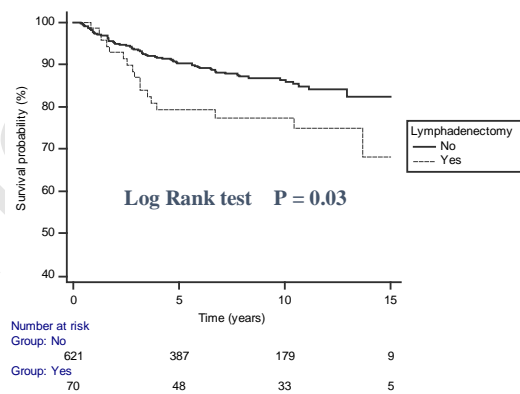 100
90
80
70
60
50
40
Survival probability (%)
Log Rank test P = 0.03
0 5 10 15
Time (years)
Lymphadenectomy
No
Yes
Number at risk
Group: No
621 387 179 9
Group: Yes
70 48 33 5